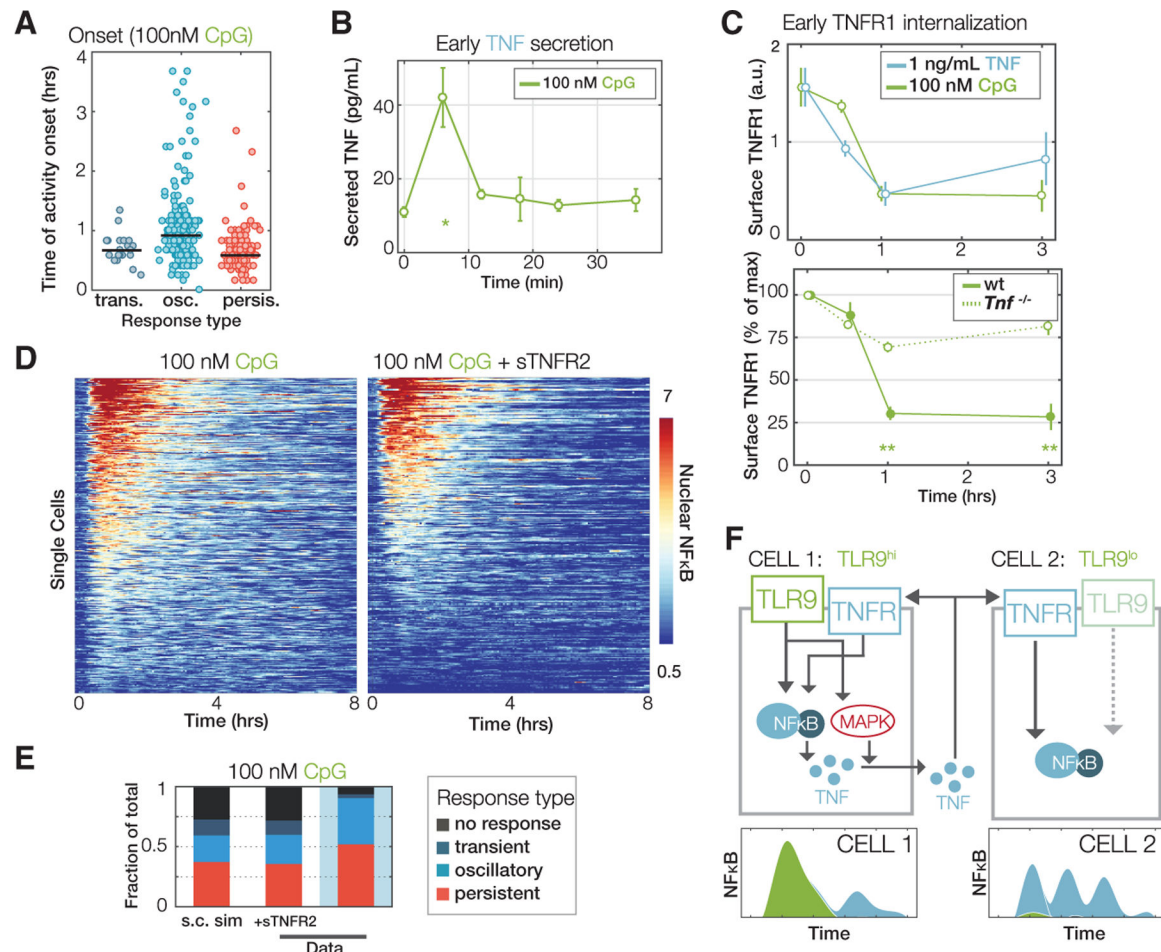 A
Onset (100nM CpG)
Time of activity onset (hrs)
4
3
2
1
0
trans. osc. persis.
Response type
B
Early TNF secretion
100 nM CpG
Secreted TNF (pg/mL)
40
20
0
*
0 10 20 30
Time (min)
C
Early TNFR1 internalization
1 ng/mL TNF
100 nM CpG
Surface TNFR1 (a.u.)
2
1
0
0 1 2 3
wt
Tnf -/-
Surface TNFR1 (% of max)
100
75
50
25
0
** **
0 1 2 3
Time (hrs)
D
100 nM CpG
100 nM CpG + sTNFR2
Single Cells
0 4 8
Time (hrs)
0 4 8
Time (hrs)
7
Nuclear NFκB
0.5
E
100 nM CpG
Fraction of total
1
0.5
0
s.c. sim +sTNFR2
Data
Response type
no response
transient
oscillatory
persistent
F
CELL 1: TLR9hi
CELL 2: TLR9lo
TLR9
TNFR
TNFR
TLR9
NFκB
MAPK
TNF
TNF
NFκB
NFκB
CELL 1
Time
NFκB
CELL 2
Time